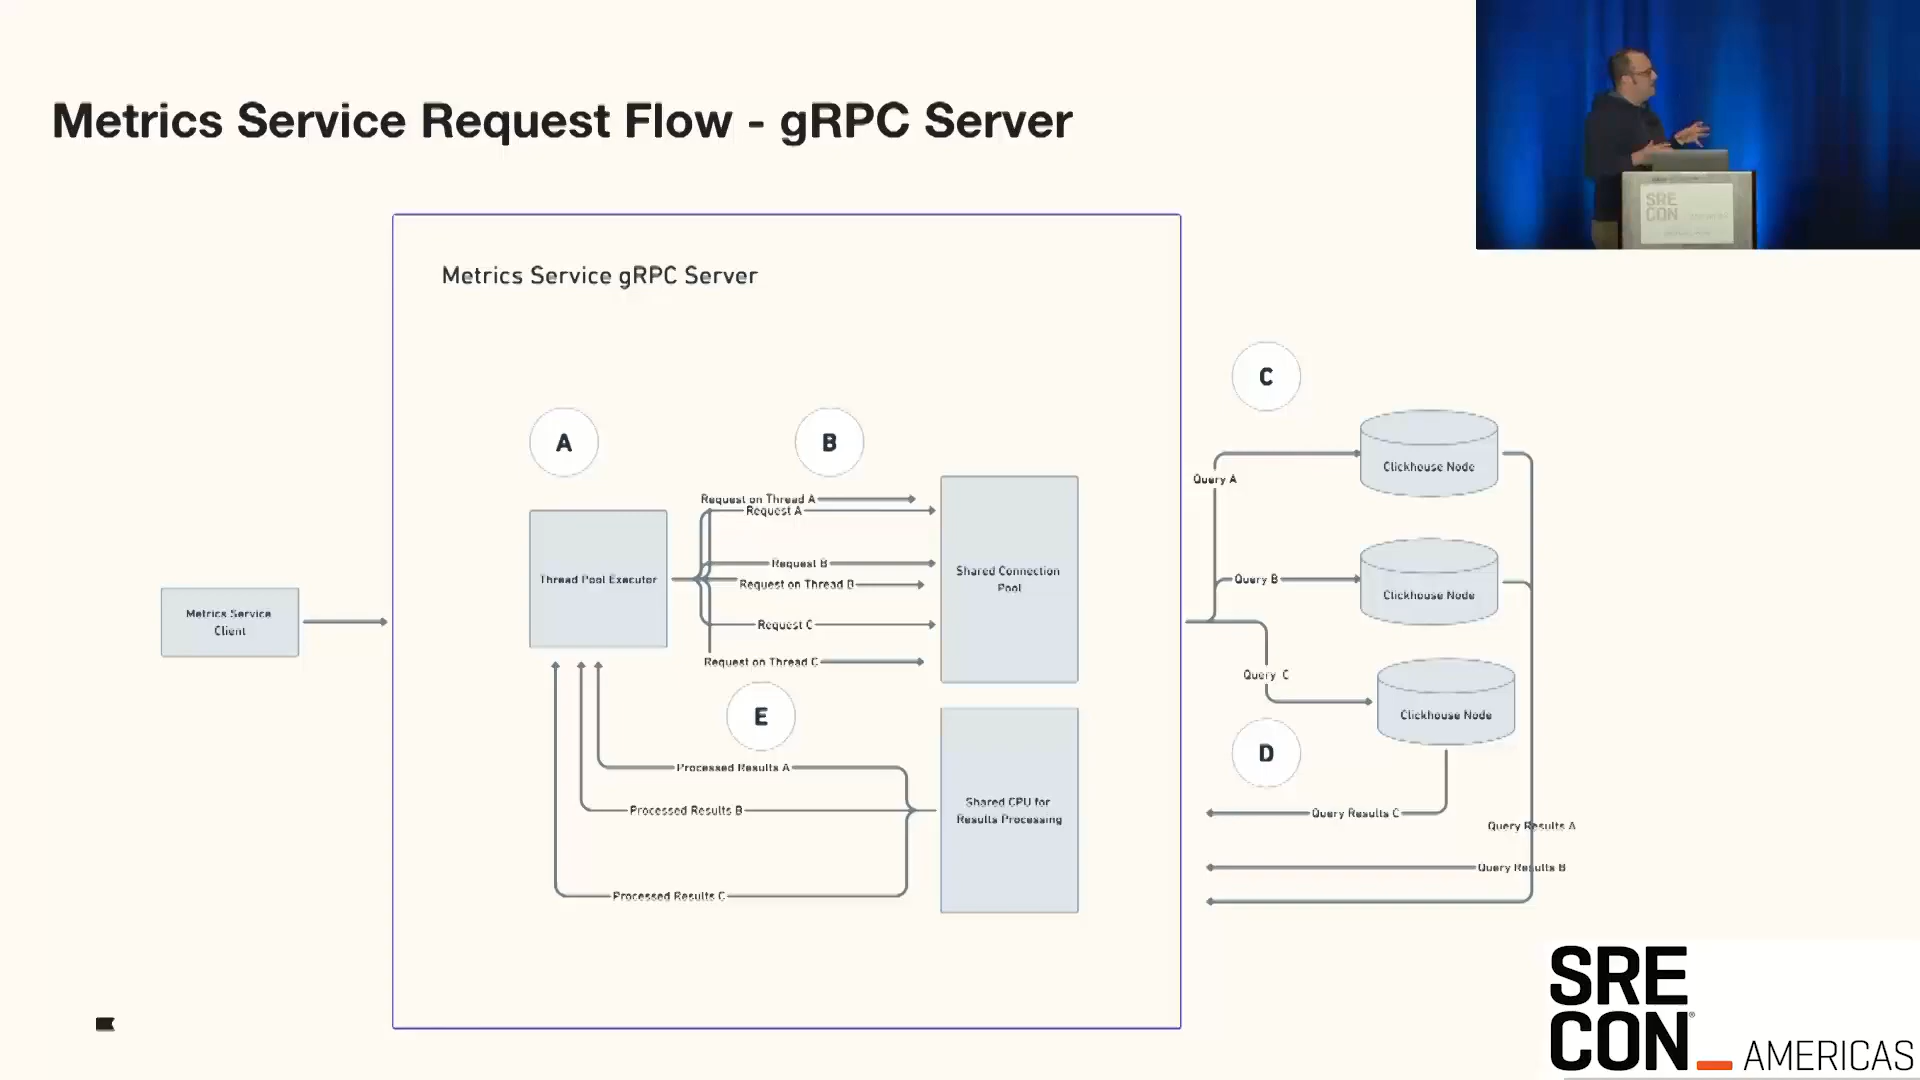 Metrics Service Request Flow - gRPC Server
SRE
CON
Metrics Service gRPC Server
A
B
C
D
E
Metrics Service
Client
Thread Pool Executor
Request on Thread A
Request A
Request B
Request on Thread B
Request C
Request on Thread C
Shared Connection
Pool
Shared CPU for
Results Processing
Processed Results A
Processed Results B
Processed Results C
Query A
Query B
Query C
Clickhouse Node
Clickhouse Node
Clickhouse Node
Query Results C
Query Results A
Query Results B
SRE
CON
AMERICAS